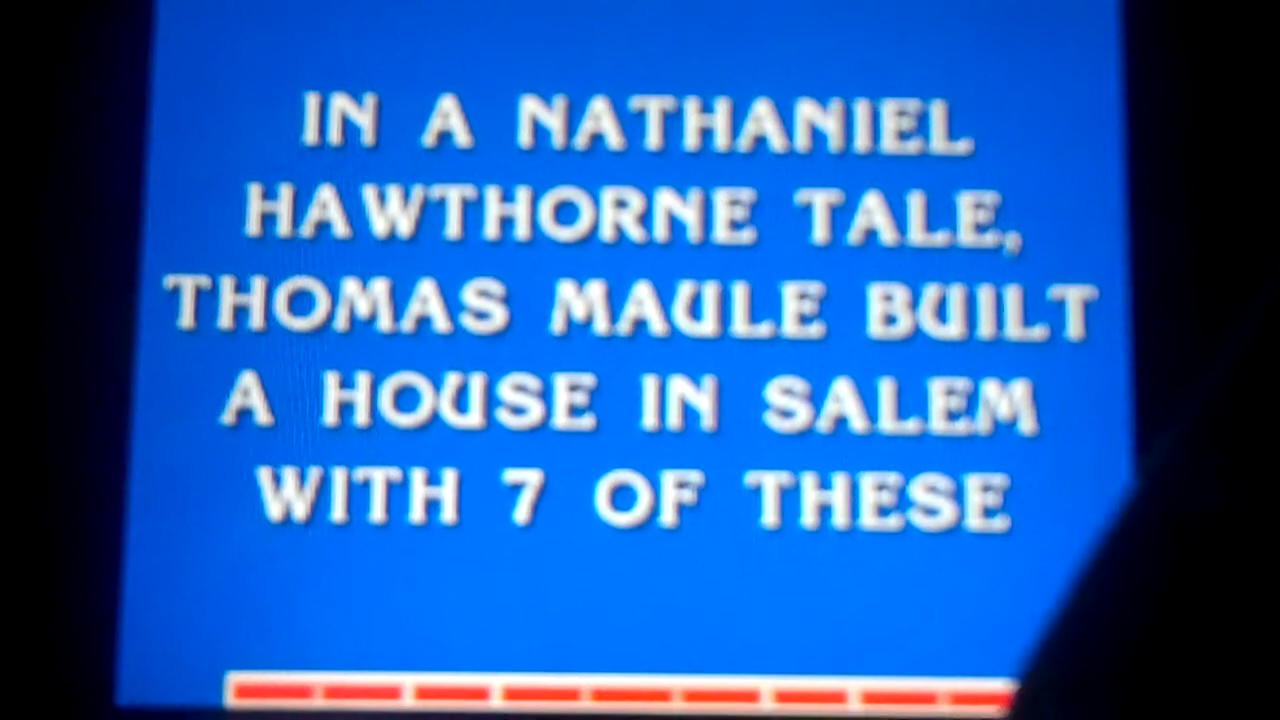 IN A NATHANIEL
HAWTHORNE TALE,
THOMAS MAULE BUILT
A HOUSE IN SALEM
WITH 7 OF THESE